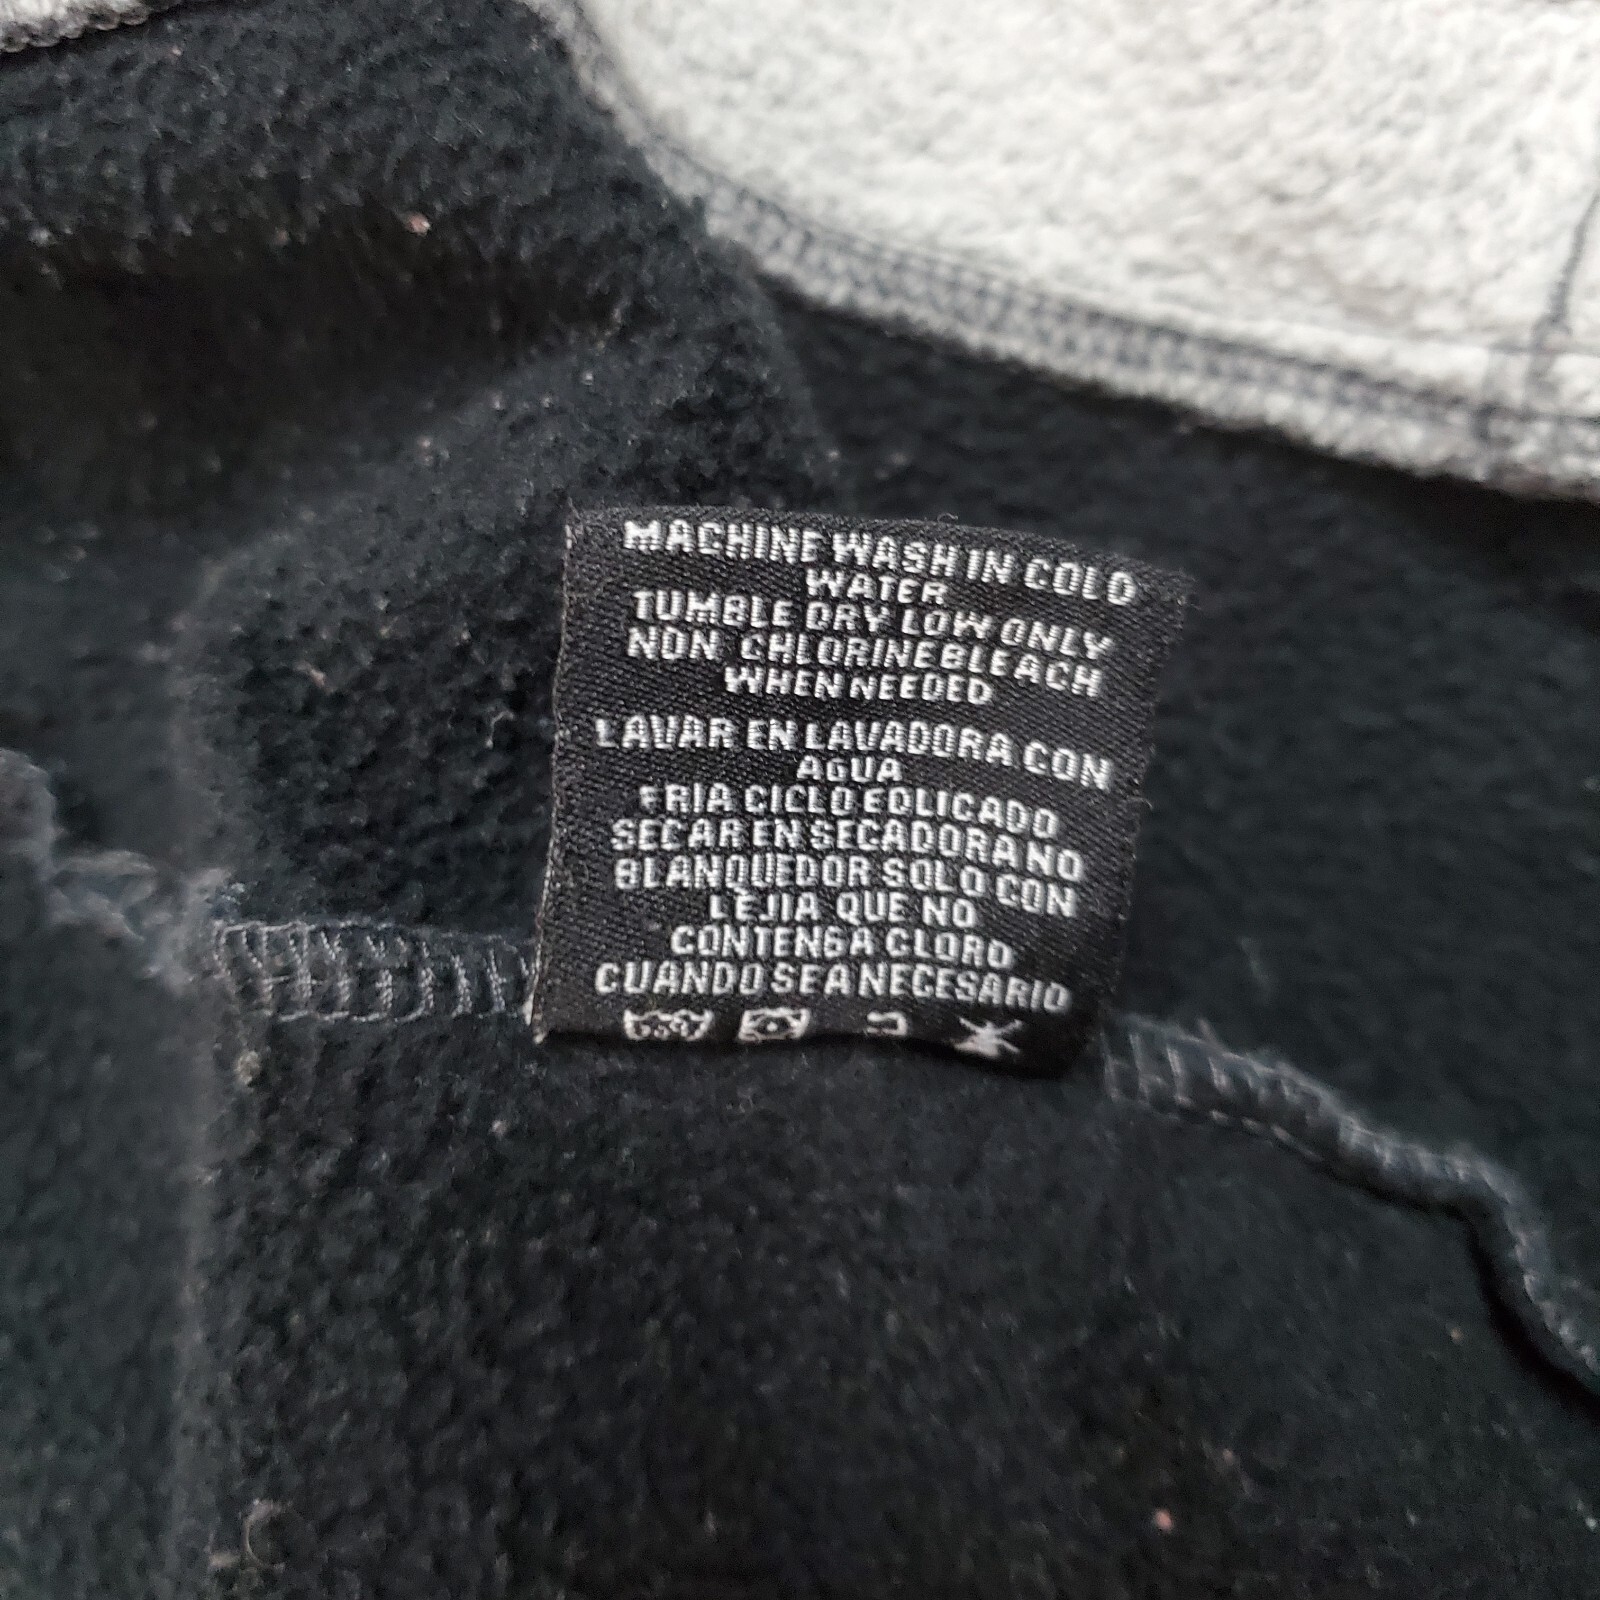 MACHINE WASH IN COLD
WATER
TUMBLE DRY LOW ONLY
NON CHLORINE BLEACH
WHEN NEEDED
LAVAR EN LAVADORA CON
AGUA
FRIA CICLO EQLICADO
SECAR EN SECADORA NO
BLANQUEDOR SOLO CON
LEJIA QUE NO
CONTENGA CLORO
CUANDO SEA NECESARIO